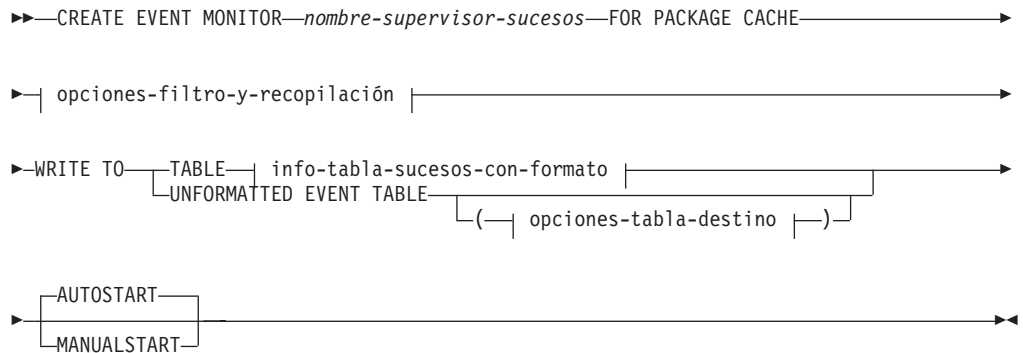 CREATE EVENT MONITOR nombre-supervisor-sucesos FOR PACKAGE CACHE
opciones-filtro-y-recopilación
WRITE TO TABLE info-tabla-sucesos-con-formato
UNFORMATTED EVENT TABLE
( opciones-tabla-destino )
AUTOSTART
MANUALSTART